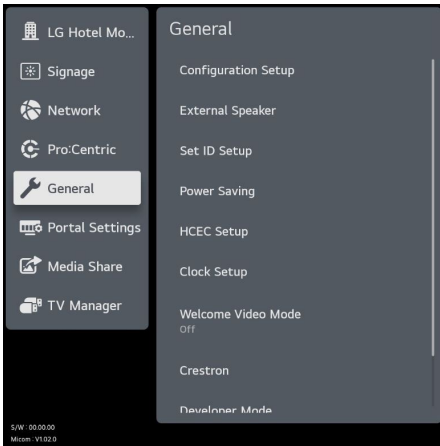 LG Hotel Mo...
Signage
Network
Pro:Centric
General
Portal Settings
Media Share
TV Manager
General
Configuration Setup
External Speaker
Set ID Setup
Power Saving
HCEC Setup
Clock Setup
Welcome Video Mode
Off
Crestron
Developer Mode
S/W : 00.00.00
Micom : V1.02.0